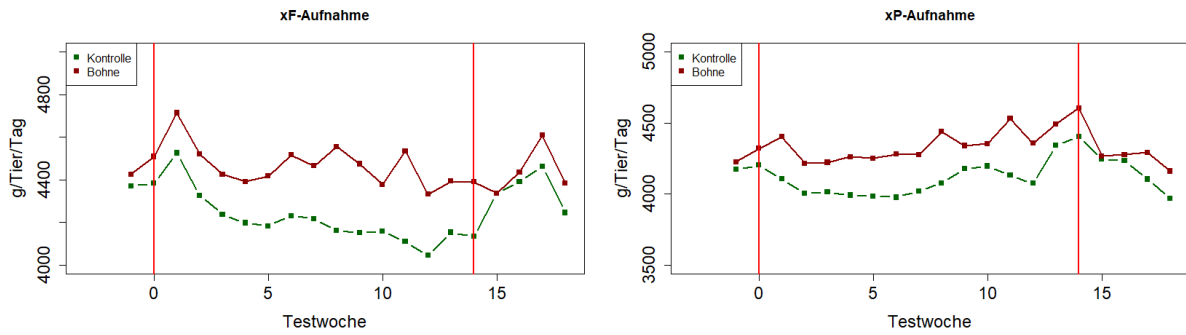 xF-Aufnahme
Kontrolle
Bohne
g/Tier/Tag
4800
4400
4000
0
5
10
15
Testwoche
xP-Aufnahme
Kontrolle
Bohne
g/Tier/Tag
5000
4500
4000
3500
0
5
10
15
Testwoche